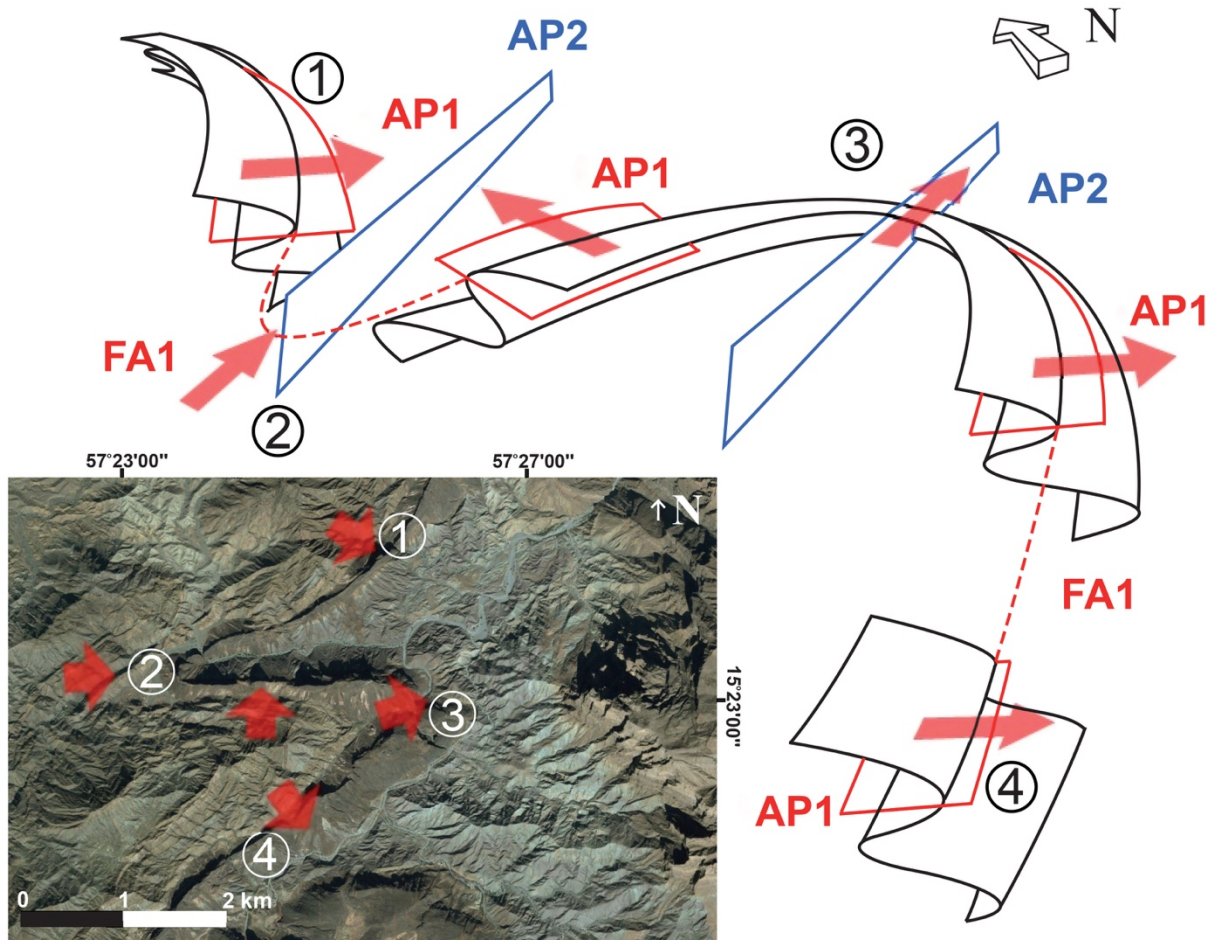 AP2
N
①
AP1
③
AP1
AP2
AP1
FA1
②
57°23'00"
57°27'00"
↑N
①
②
③
15°23'00"
④
0 1 2 km
FA1
AP1
④